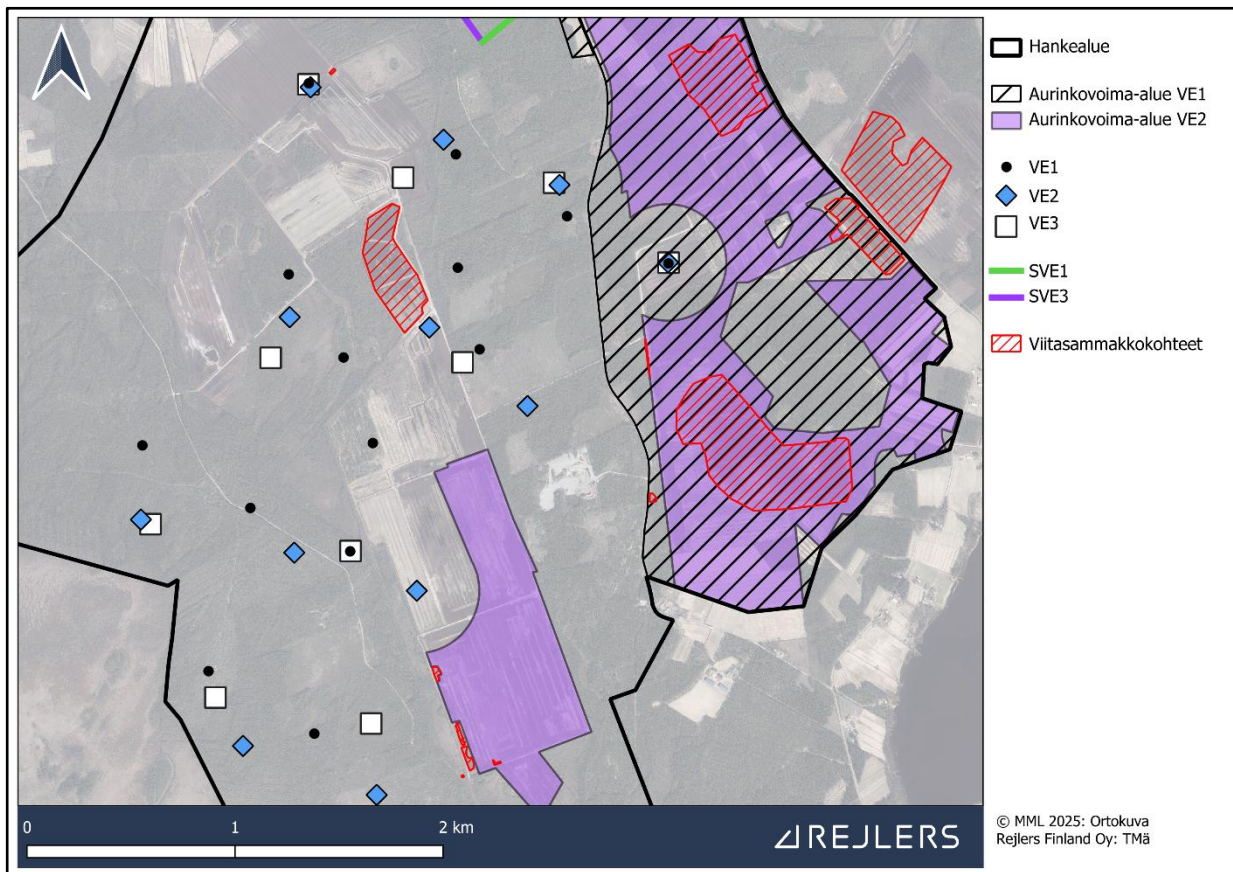 Hankealue
Aurinkovoima-alue VE1
Aurinkovoima-alue VE2
VE1
VE2
VE3
SVE1
SVE3
Viitasammakkokohteet
0 1 2 km
REJLERS
© MML 2025: Ortokuva
Rejlers Finland Oy: TMä